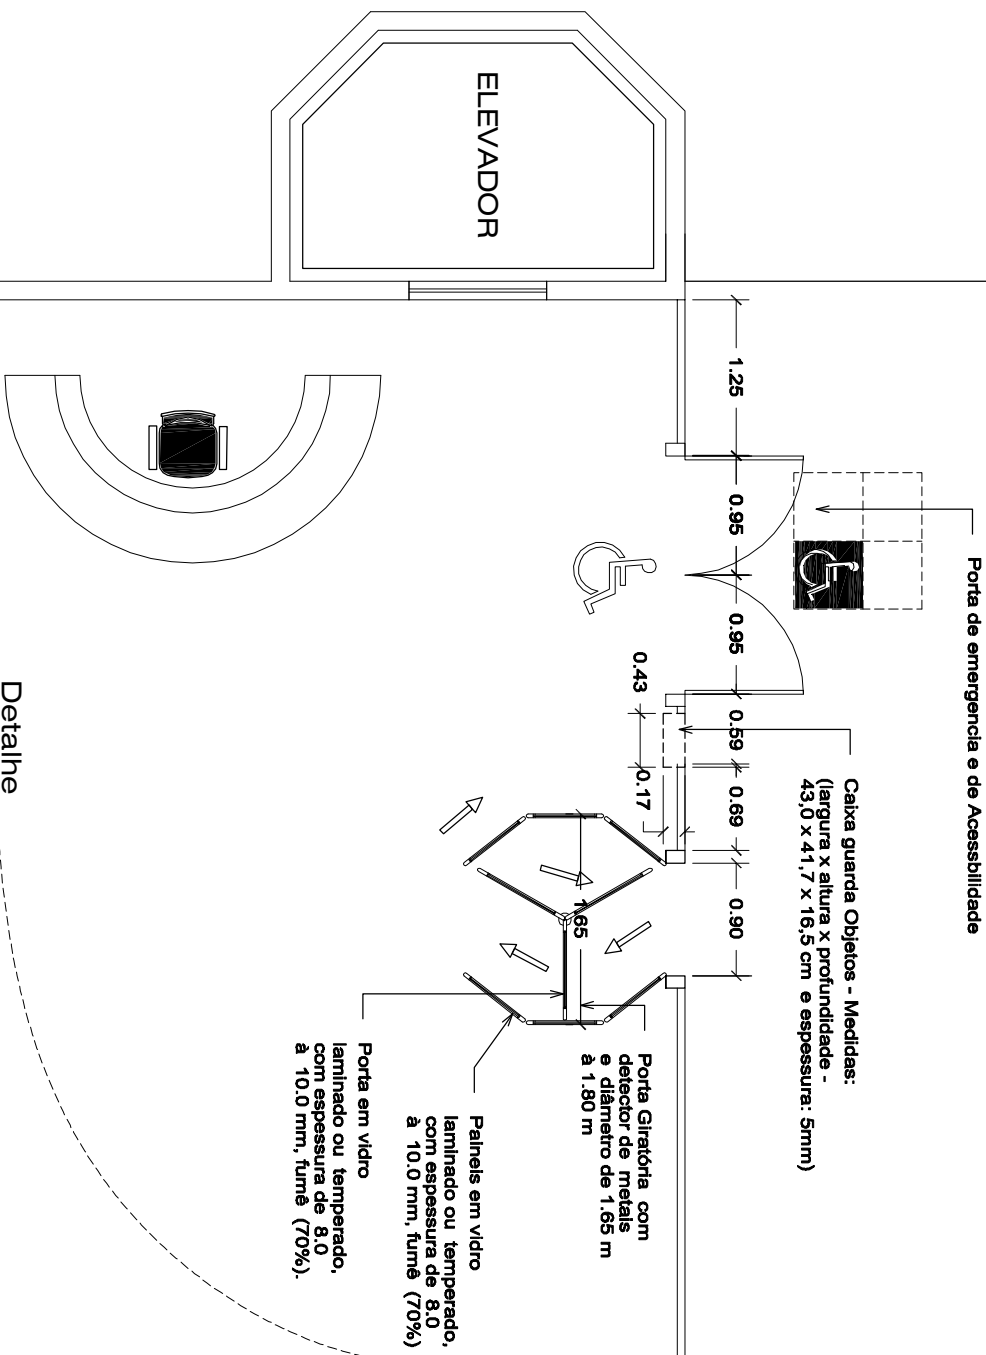 ELEVADOR
Porta de emergencia e de Acessbilidade
1.25
0.95
0.95
0.59
0.69
0.90
0.43
0.17
1.65
Caixa guarda Objetos - Medidas:
(largura x altura x profundidade -
43,0 x 41,7 x 16,5 cm e espessura: 5mm)
Porta Giratória com
detector de metais
e diâmetro de 1.65 m
à 1.80 m
Paineis em vidro
laminado ou temperado,
com espessura de 8.0
à 10.0 mm, fumê (70%)
Porta em vidro
laminado ou temperado,
com espessura de 8.0
à 10.0 mm, fumê (70%).
Detalhe